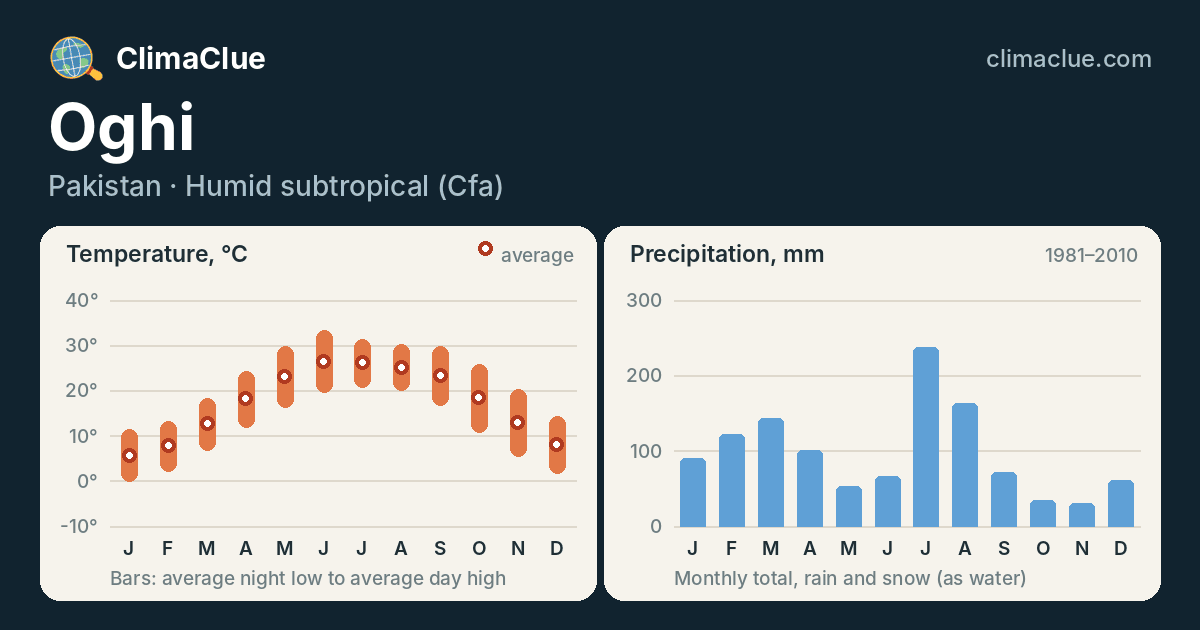 ClimaClue
climaclue.com
Oghi
Pakistan · Humid subtropical (Cfa)
Temperature, °C
average
40°
30°
20°
10°
0°
-10°
J F M A M J J A S O N D
Bars: average night low to average day high
Precipitation, mm
1981–2010
300
200
100
0
J F M A M J J A S O N D
Monthly total, rain and snow (as water)